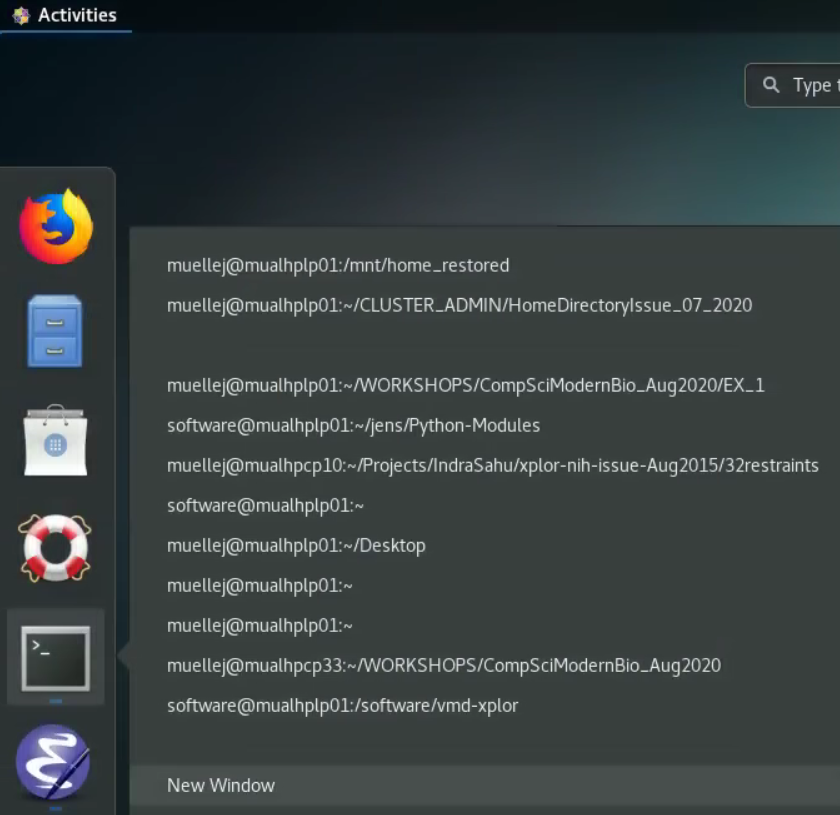 Activities
Type
muellej@mualhplp01:/mnt/home_restored
muellej@mualhplp01:~/CLUSTER_ADMIN/HomeDirectoryIssue_07_2020
muellej@mualhplp01:~/WORKSHOPS/CompSciModernBio_Aug2020/EX_1
software@mualhplp01:~/jens/Python-Modules
muellej@mualhpcp10:~/Projects/IndraSahu/xplor-nih-issue-Aug2015/32restraints
software@mualhplp01:~
muellej@mualhplp01:~/Desktop
muellej@mualhplp01:~
muellej@mualhplp01:~
muellej@mualhpcp33:~/WORKSHOPS/CompSciModernBio_Aug2020
software@mualhplp01:/software/vmd-xplor
New Window